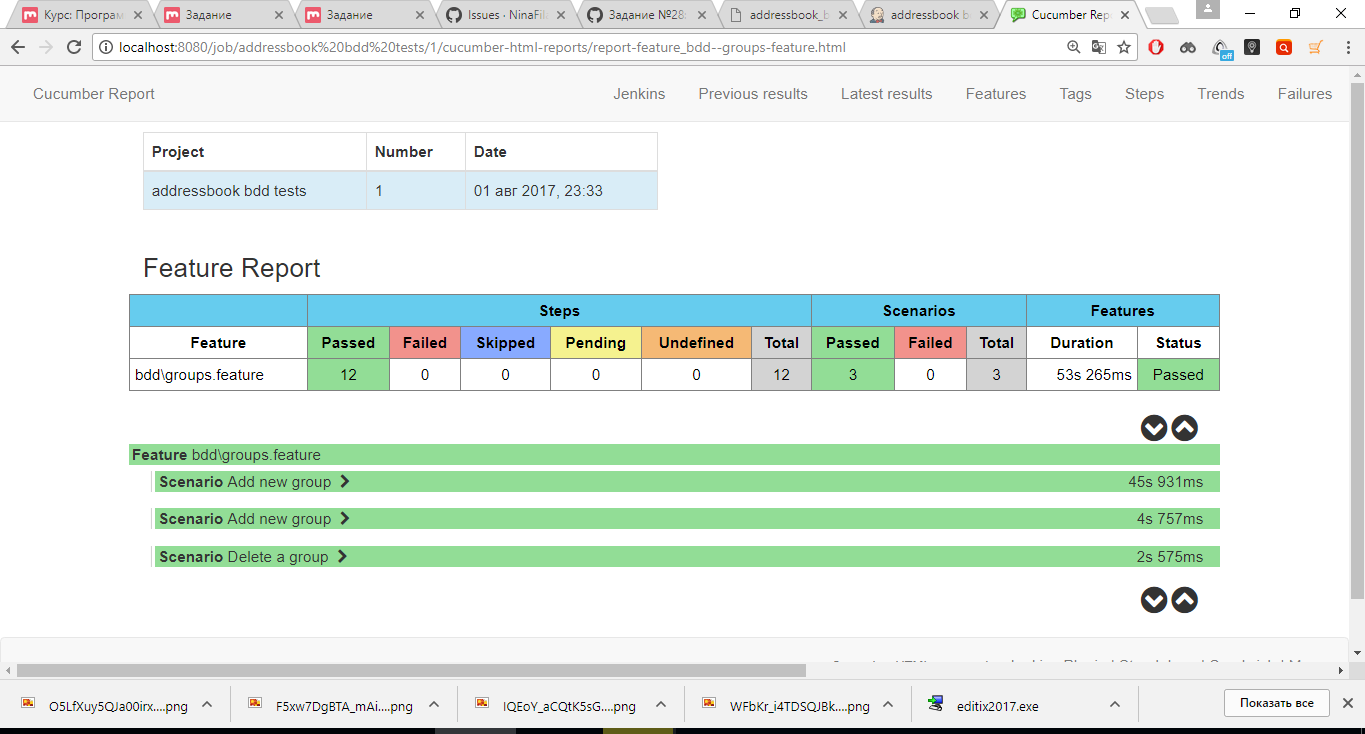 Курс: Програм
Задание
Задание
Issues · NinaFil
Задание №28
addressbook_b
addressbook b
Cucumber Rep
localhost:8080/job/addressbook%20bdd%20tests/1/cucumber-html-reports/report-feature_bdd--groups-feature.html
off
Cucumber Report
Jenkins Previous results Latest results Features Tags Steps Trends Failures
Project Number Date
addressbook bdd tests 1 01 авг 2017, 23:33
Feature Report
Steps Scenarios Features
Feature Passed Failed Skipped Pending Undefined Total Passed Failed Total Duration Status
bdd\groups.feature 12 0 0 0 0 12 3 0 3 53s 265ms Passed
Feature bdd\groups.feature
Scenario Add new group 45s 931ms
Scenario Add new group 4s 757ms
Scenario Delete a group 2s 575ms
O5LfXuy5QJa00irx....png
F5xw7DgBTA_mAi....png
IQEoY_aCQtK5sG....png
WFbKr_i4TDSQJBk....png
editix2017.exe
Показать все